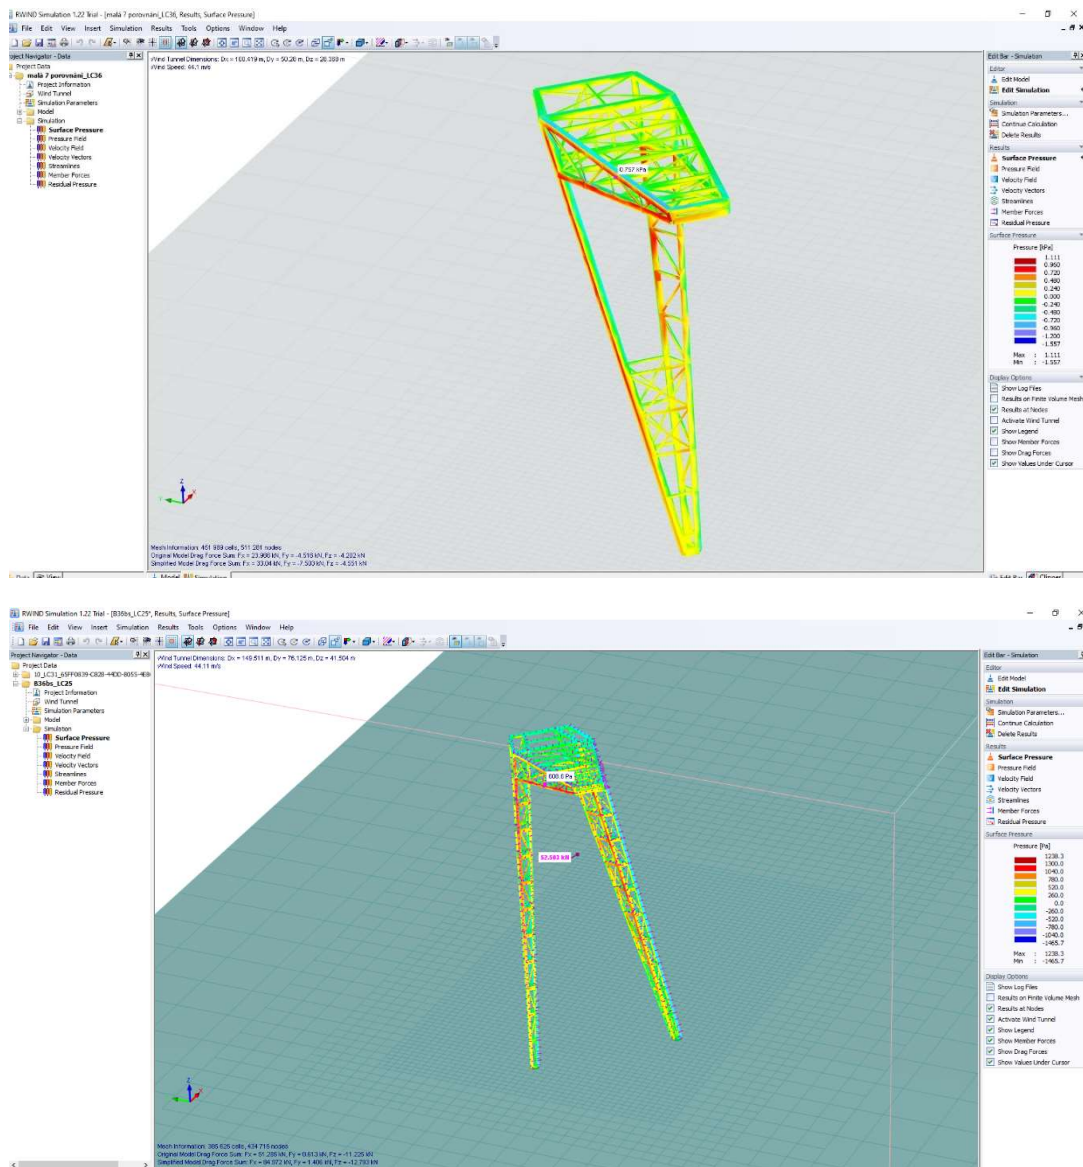 RWIND Simulation 1.22 Trial - [malá 7 porovnání_LC36, Results, Surface Pressure]
File Edit View Insert Simulation Results Tools Options Window Help
Project Navigator - Data
Project Data
malá 7 porovnání_LC36
Project Information
Wind Tunnel
Simulation Parameters
Model
Simulation
Surface Pressure
Pressure Field
Velocity Field
Velocity Vectors
Streamlines
Member Forces
Residual Pressure
Wind Speed: 44.1 m/s
0.757 kPa
Z
Y
X
Mesh Information: 451 989 cells, 511 281 nodes
Original Model Drag Force Sum: Fx = 23.986 kN, Fy = -4.516 kN, Fz = -4.202 kN
Simplified Model Drag Force Sum: Fx = 33.04 kN, Fy = -7.500 kN, Fz = -4.551 kN
Data View
Model Simulation
Edit Bar - Simulation
Editor
Edit Model
Edit Simulation
Simulation
Simulation Parameters...
Continue Calculation
Delete Results
Results
Surface Pressure
Pressure Field
Velocity Field
Velocity Vectors
Streamlines
Member Forces
Residual Pressure
Surface Pressure
Pressure [kPa]
1.111
0.960
0.720
0.480
0.240
0.000
-0.240
-0.480
-0.720
-0.960
-1.200
-1.557
Max : 1.111
Min : -1.557
Display Options
Show Log Files
Results on Finite Volume Mesh
Results at Nodes
Activate Wind Tunnel
Show Legend
Show Member Forces
Show Drag Forces
Show Values Under Cursor
Edit Bar Clipper
RWIND Simulation 1.22 Trial - [B36bs_LC25*, Results, Surface Pressure]
File Edit View Insert Simulation Results Tools Options Window Help
Project Navigator - Data
Project Data
B36bs_LC25
Project Information
Wind Tunnel
Simulation Parameters
Model
Simulation
Surface Pressure
Pressure Field
Velocity Field
Velocity Vectors
Streamlines
Member Forces
Residual Pressure
Wind Tunnel Dimensions: Dx = 149.511 m, Dy = 76.125 m, Dz = 41.504 m
Wind Speed: 44.11 m/s
600.6 Pa
52.593 kN
Z
X
Edit Bar - Simulation
Editor
Edit Model
Edit Simulation
Simulation
Simulation Parameters...
Continue Calculation
Delete Results
Results
Surface Pressure
Pressure Field
Velocity Field
Velocity Vectors
Streamlines
Member Forces
Residual Pressure
Surface Pressure
Pressure [Pa]
1238.3
1300.0
1040.0
780.0
520.0
260.0
0.0
-260.0
-520.0
-780.0
-1040.0
-1465.7
Max : 1238.3
Min : -1465.7
Display Options
Show Log Files
Results on Finite Volume Mesh
Results at Nodes
Activate Wind Tunnel
Show Legend
Show Member Forces
Show Drag Forces
Show Values Under Cursor